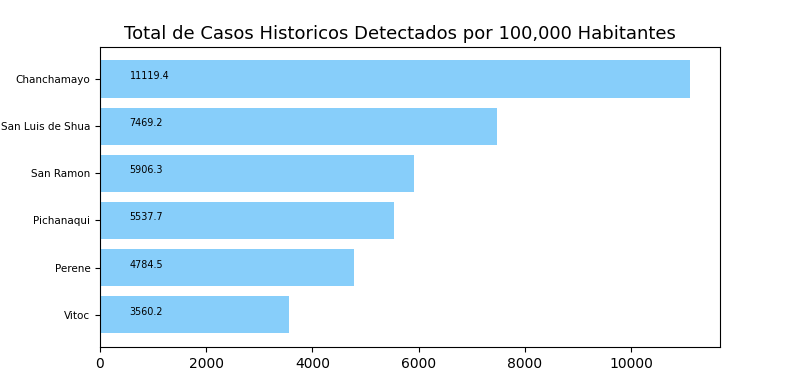 Total de Casos Historicos Detectados por 100,000 Habitantes
Chanchamayo 11119.4
San Luis de Shua 7469.2
San Ramon 5906.3
Pichanaqui 5537.7
Perene 4784.5
Vitoc 3560.2
0 2000 4000 6000 8000 10000